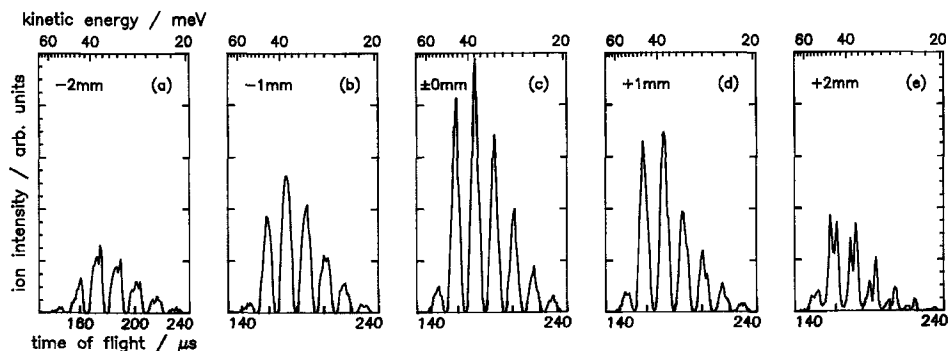 kinetic energy / meV
60 40 20 60 40 20 60 40 20 60 40 20 60 40 20
−2mm (a) −1mm (b) ±0mm (c) +1mm (d) +2mm (e)
ion intensity / arb. units
160 200 240 140 240 140 240 140 240 140 240
time of flight / μs